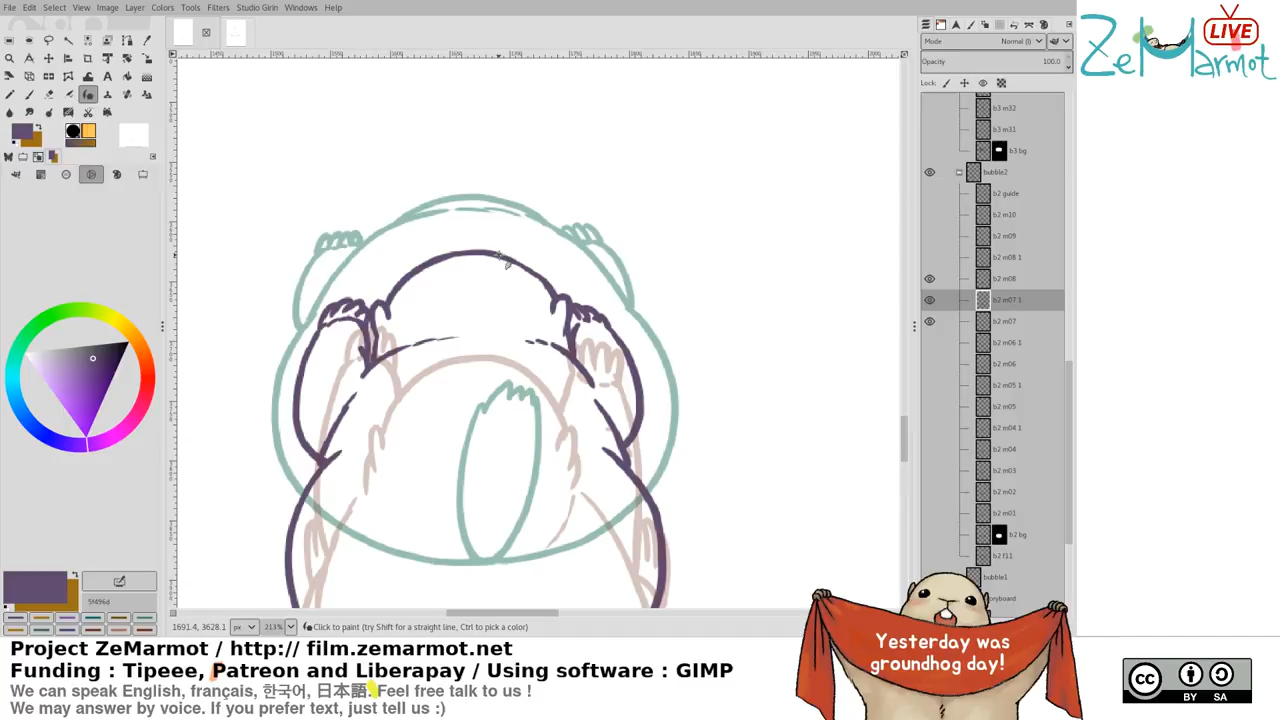 File Edit Select View Image Layer Colors Tools Filters Studio Girin Windows Help
ZeMarmot
LIVE
Mode Normal (l)
Opacity 100.0
Lock:
b3 m32
b3 m31
b3 bg
bubble2
b2 guide
b2 m10
b2 m09
b2 m08 1
b2 m08
b2 m07 1
b2 m07
b2 m06 1
b2 m06
b2 m05 1
b2 m05
b2 m04 1
b2 m04
b2 m03
b2 m02
b2 m01
b2 bg
b2 f11
bubble1
5f496d
1691.4, 3628.1 px 213% Click to paint (try Shift for a straight line, Ctrl to pick a color)
Project ZeMarmot / http:// film.zemarmot.net
Funding : Tipeee, Patreon and Liberapay / Using software : GIMP
We can speak English, français, 한국어, 日本語. Feel free talk to us !
We may answer by voice. If you prefer text, just tell us :)
Yesterday was
groundhog day!
CC BY SA